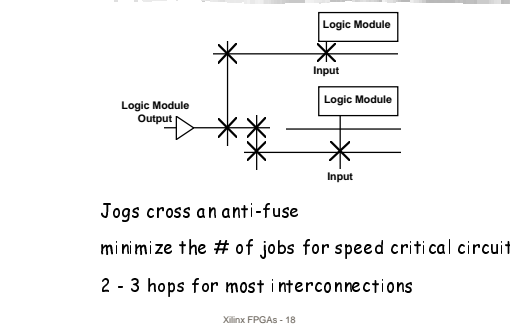 Logic Module
Input
Logic Module
Logic Module
Output
Input
Jogs cross an anti-fuse
minimize the # of jobs for speed critical circuit
2 - 3 hops for most interconnections
Xilinx FPGAs - 18